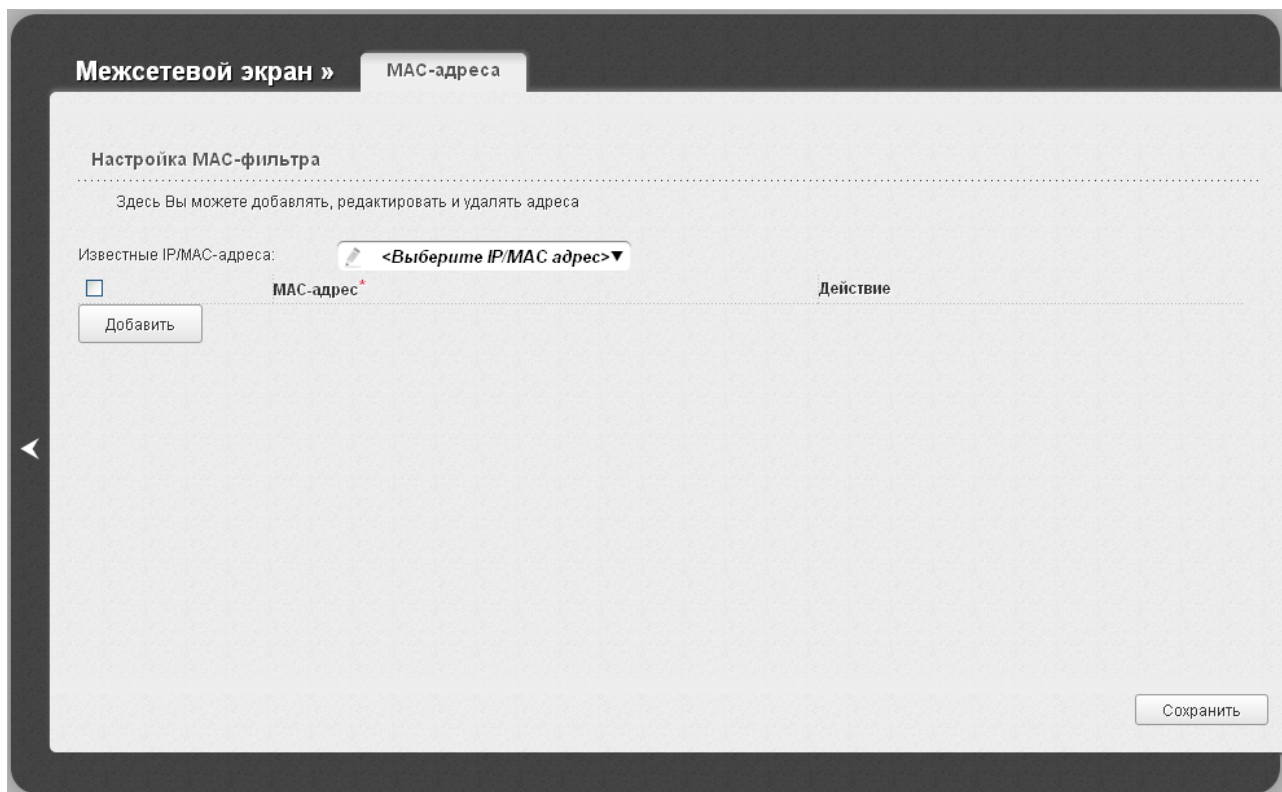 Межсетевой экран » MAC-адреса
Настройка MAC-фильтра
Здесь Вы можете добавлять, редактировать и удалять адреса
Известные IP/MAC-адреса: <Выберите IP/MAC адрес>▼
MAC-адрес* Действие
Добавить
Сохранить